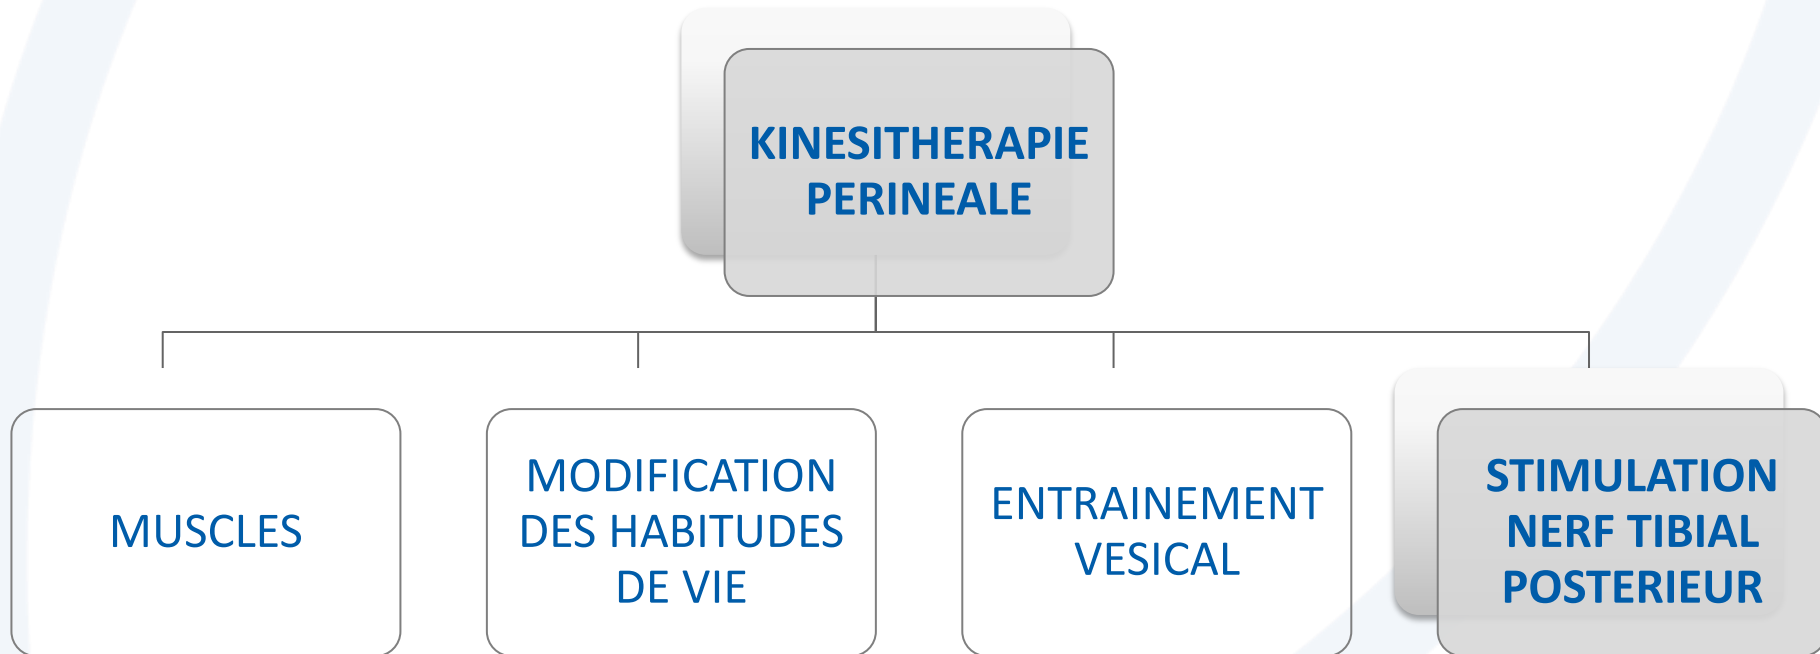 KINESITHERAPIE
PERINEALE
MUSCLES
MODIFICATION
DES HABITUDES
DE VIE
ENTRAINEMENT
VESICAL
STIMULATION
NERF TIBIAL
POSTERIEUR